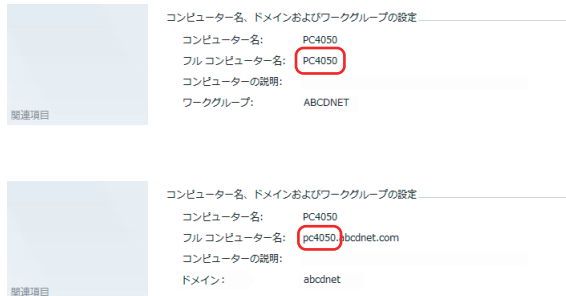 コンピューター名、ドメインおよびワークグループの設定
コンピューター名: PC4050
フル コンピューター名: PC4050
コンピューターの説明:
ワークグループ: ABCDNET
関連項目
コンピューター名、ドメインおよびワークグループの設定
コンピューター名: PC4050
フル コンピューター名: pc4050.abcdnet.com
コンピューターの説明:
ドメイン: abcdnet
関連項目